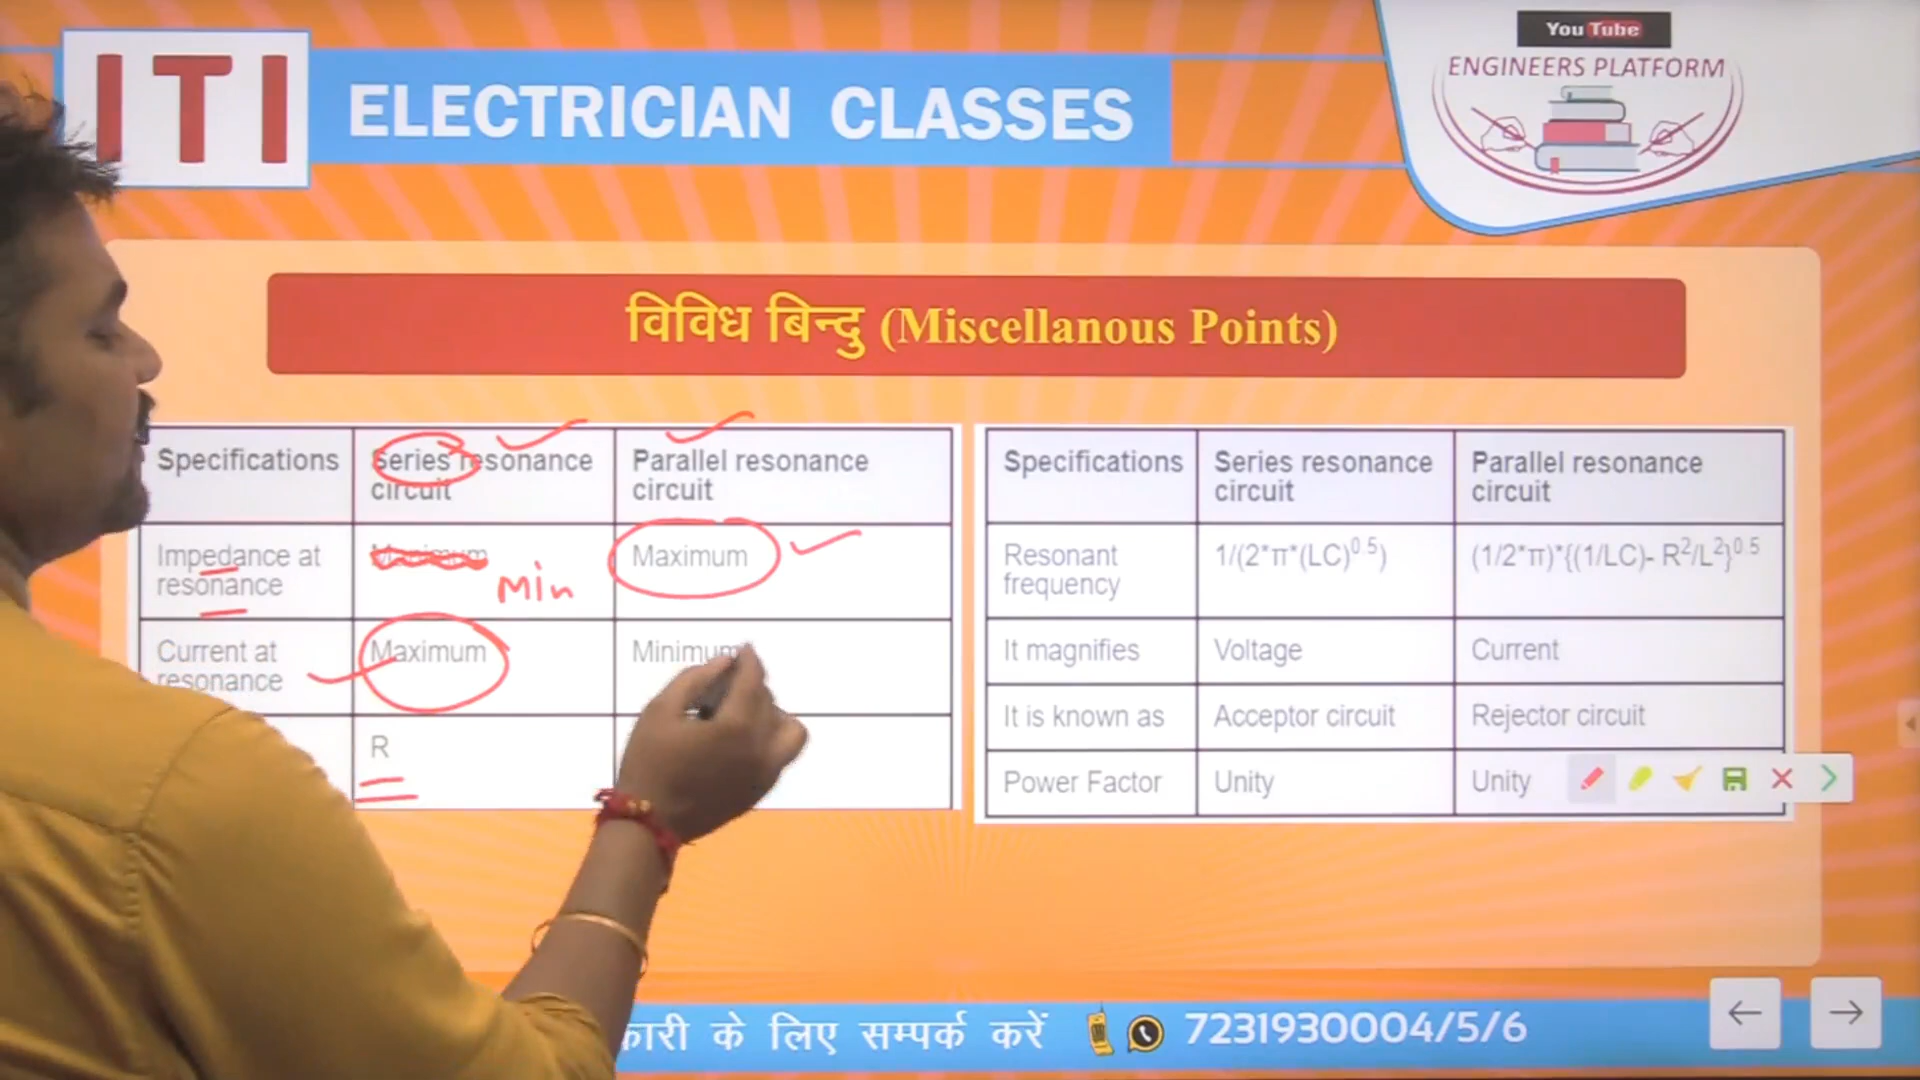 You Tube
ENGINEERS PLATFORM
ITI
ELECTRICIAN CLASSES
विविध बिन्दु (Miscellanous Points)
Specifications
Series resonance
circuit
Parallel resonance
circuit
Impedance at
resonance
Min
Maximum
Current at
resonance
Maximum
Minimum
R
Specifications
Series resonance
circuit
Parallel resonance
circuit
Resonant
frequency
1/(2*π*(LC)^0.5)
(1/2*π)*{(1/LC)- R²/L²}^0.5
It magnifies
Voltage
Current
It is known as
Acceptor circuit
Rejector circuit
Power Factor
Unity
Unity
के लिए सम्पर्क करें 7231930004/5/6